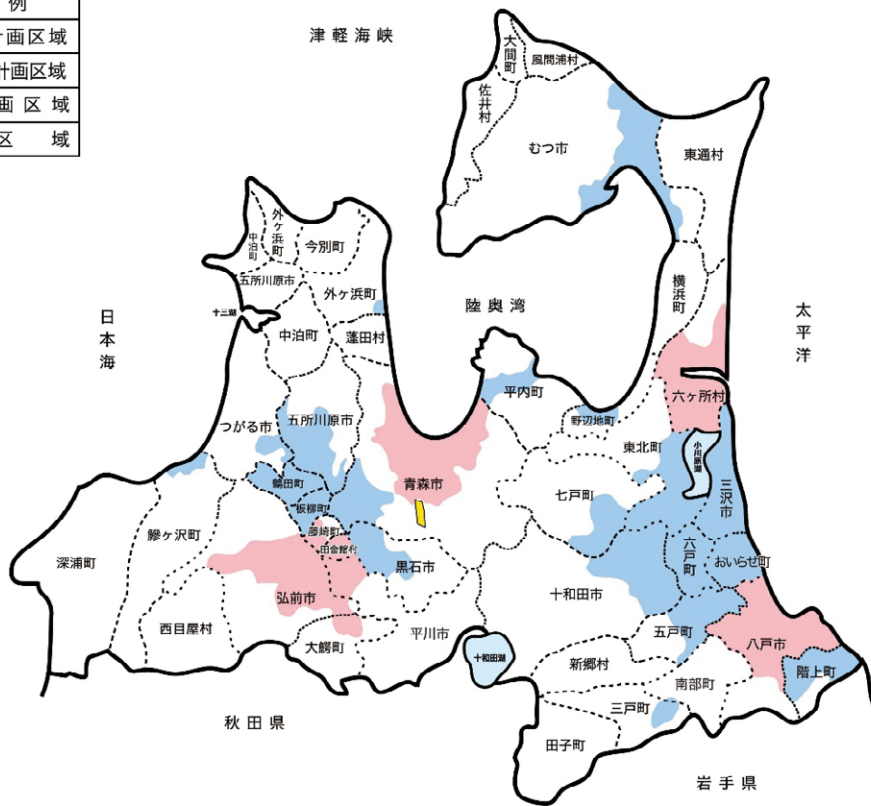 例
計画区域
計画区域
画区域
区域
津軽海峡
大間町
風間浦村
佐井村
むつ市
東通村
外ヶ浜町
中泊町
今別町
五所川原市
外ヶ浜町
横浜町
陸奥湾
十三湖
中泊町
蓬田村
日本海
太平洋
平内町
六ヶ所村
野辺地町
つがる市
五所川原市
東北町
小川原湖
鶴田町
青森市
七戸町
三沢市
板柳町
藤崎町
田舎館村
鰺ヶ沢町
深浦町
黒石市
六戸町
おいらせ町
弘前市
十和田市
西目屋村
平川市
五戸町
大鰐町
八戸市
十和田湖
新郷村
階上町
南部町
三戸町
秋田県
田子町
岩手県